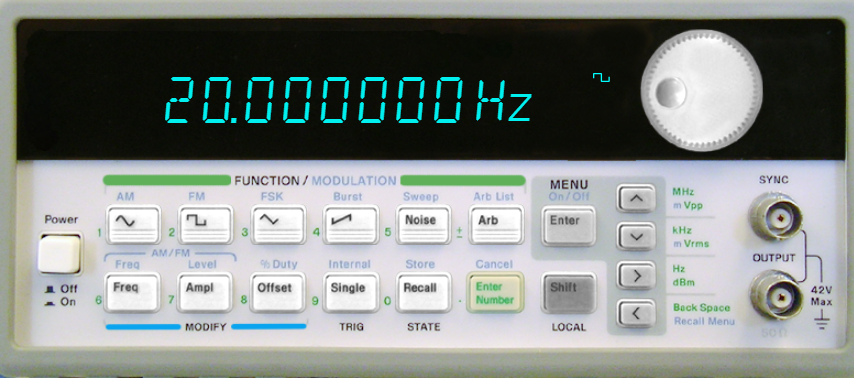 20.000000Hz
FUNCTION / MODULATION
MENU
SYNC
AM FM FSK Burst Sweep Arb List On / Off
MHz
m Vpp
Power
1 2 3 4 5 Noise ± Arb Enter
kHz
m Vrms
AM/FM
OUTPUT
Freq Level % Duty Internal Store Cancel
Hz
dBm
Off
On
6 Freq 7 Ampl 8 Offset 9 Single 0 Recall . Enter Number Shift
42V
Max
Back Space
Recall Menu
MODIFY TRIG STATE LOCAL
50Ω